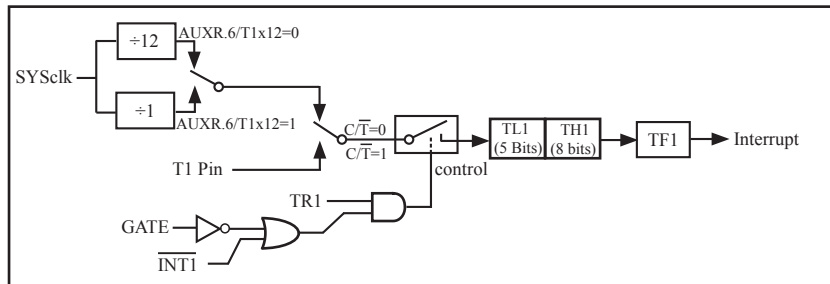 AUXR.6/T1x12=0
÷12
SYSclk
÷1
AUXR.6/T1x12=1
C/T̅=0
C/T̅=1
T1 Pin
control
TL1
(5 Bits)
TH1
(8 bits)
TF1
Interrupt
TR1
GATE
I̅N̅T̅1̅